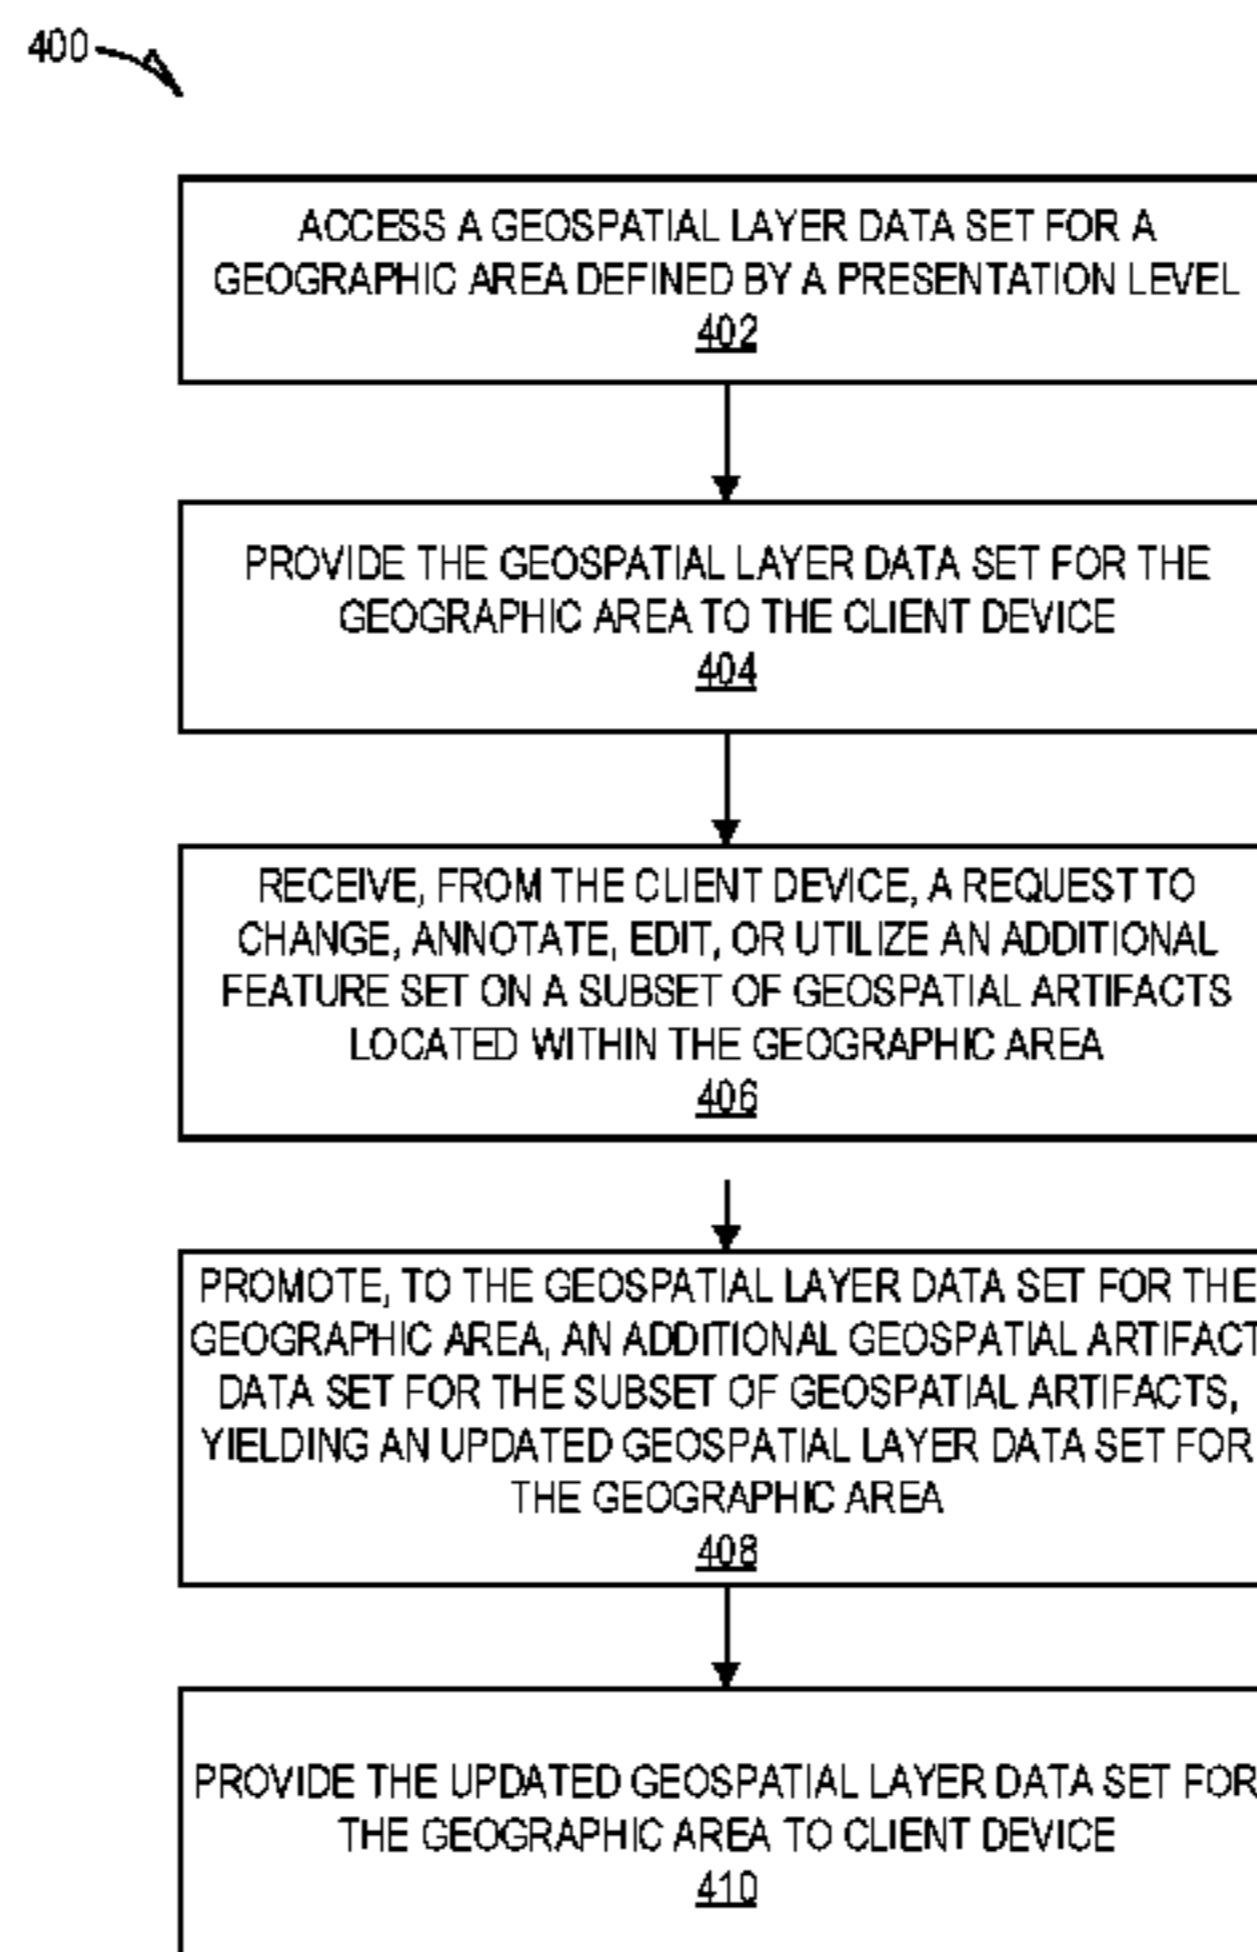 400
ACCESS A GEOSPATIAL LAYER DATA SET FOR A
GEOGRAPHIC AREA DEFINED BY A PRESENTATION LEVEL
402
PROVIDE THE GEOSPATIAL LAYER DATA SET FOR THE
GEOGRAPHIC AREA TO THE CLIENT DEVICE
404
RECEIVE, FROM THE CLIENT DEVICE, A REQUEST TO
CHANGE, ANNOTATE, EDIT, OR UTILIZE AN ADDITIONAL
FEATURE SET ON A SUBSET OF GEOSPATIAL ARTIFACTS
LOCATED WITHIN THE GEOGRAPHIC AREA
406
PROMOTE, TO THE GEOSPATIAL LAYER DATA SET FOR THE
GEOGRAPHIC AREA, AN ADDITIONAL GEOSPATIAL ARTIFACT
DATA SET FOR THE SUBSET OF GEOSPATIAL ARTIFACTS,
YIELDING AN UPDATED GEOSPATIAL LAYER DATA SET FOR
THE GEOGRAPHIC AREA
408
PROVIDE THE UPDATED GEOSPATIAL LAYER DATA SET FOR
THE GEOGRAPHIC AREA TO CLIENT DEVICE
410